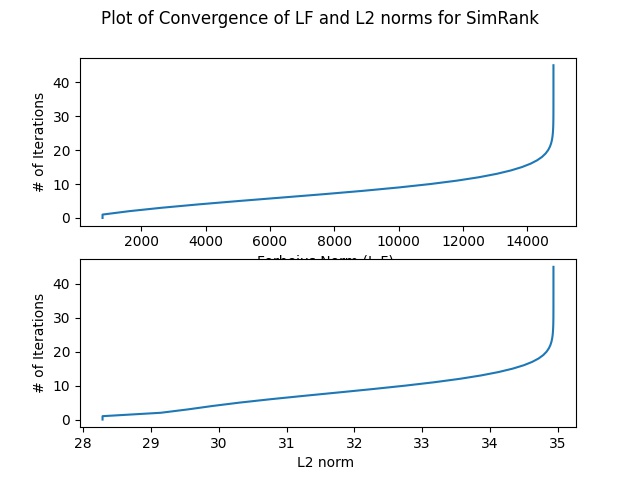 Plot of Convergence of LF and L2 norms for SimRank
# of Iterations
40
30
20
10
0
2000 4000 6000 8000 10000 12000 14000
Norm (L
# of Iterations
40
30
20
10
0
28 29 30 31 32 33 34 35
L2 norm